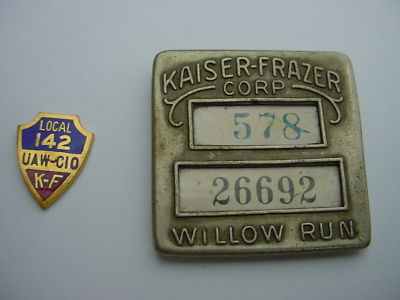 LOCAL
142
UAW-CIO
K-F
KAISER-FRAZER
CORP
578
26692
WILLOW RUN